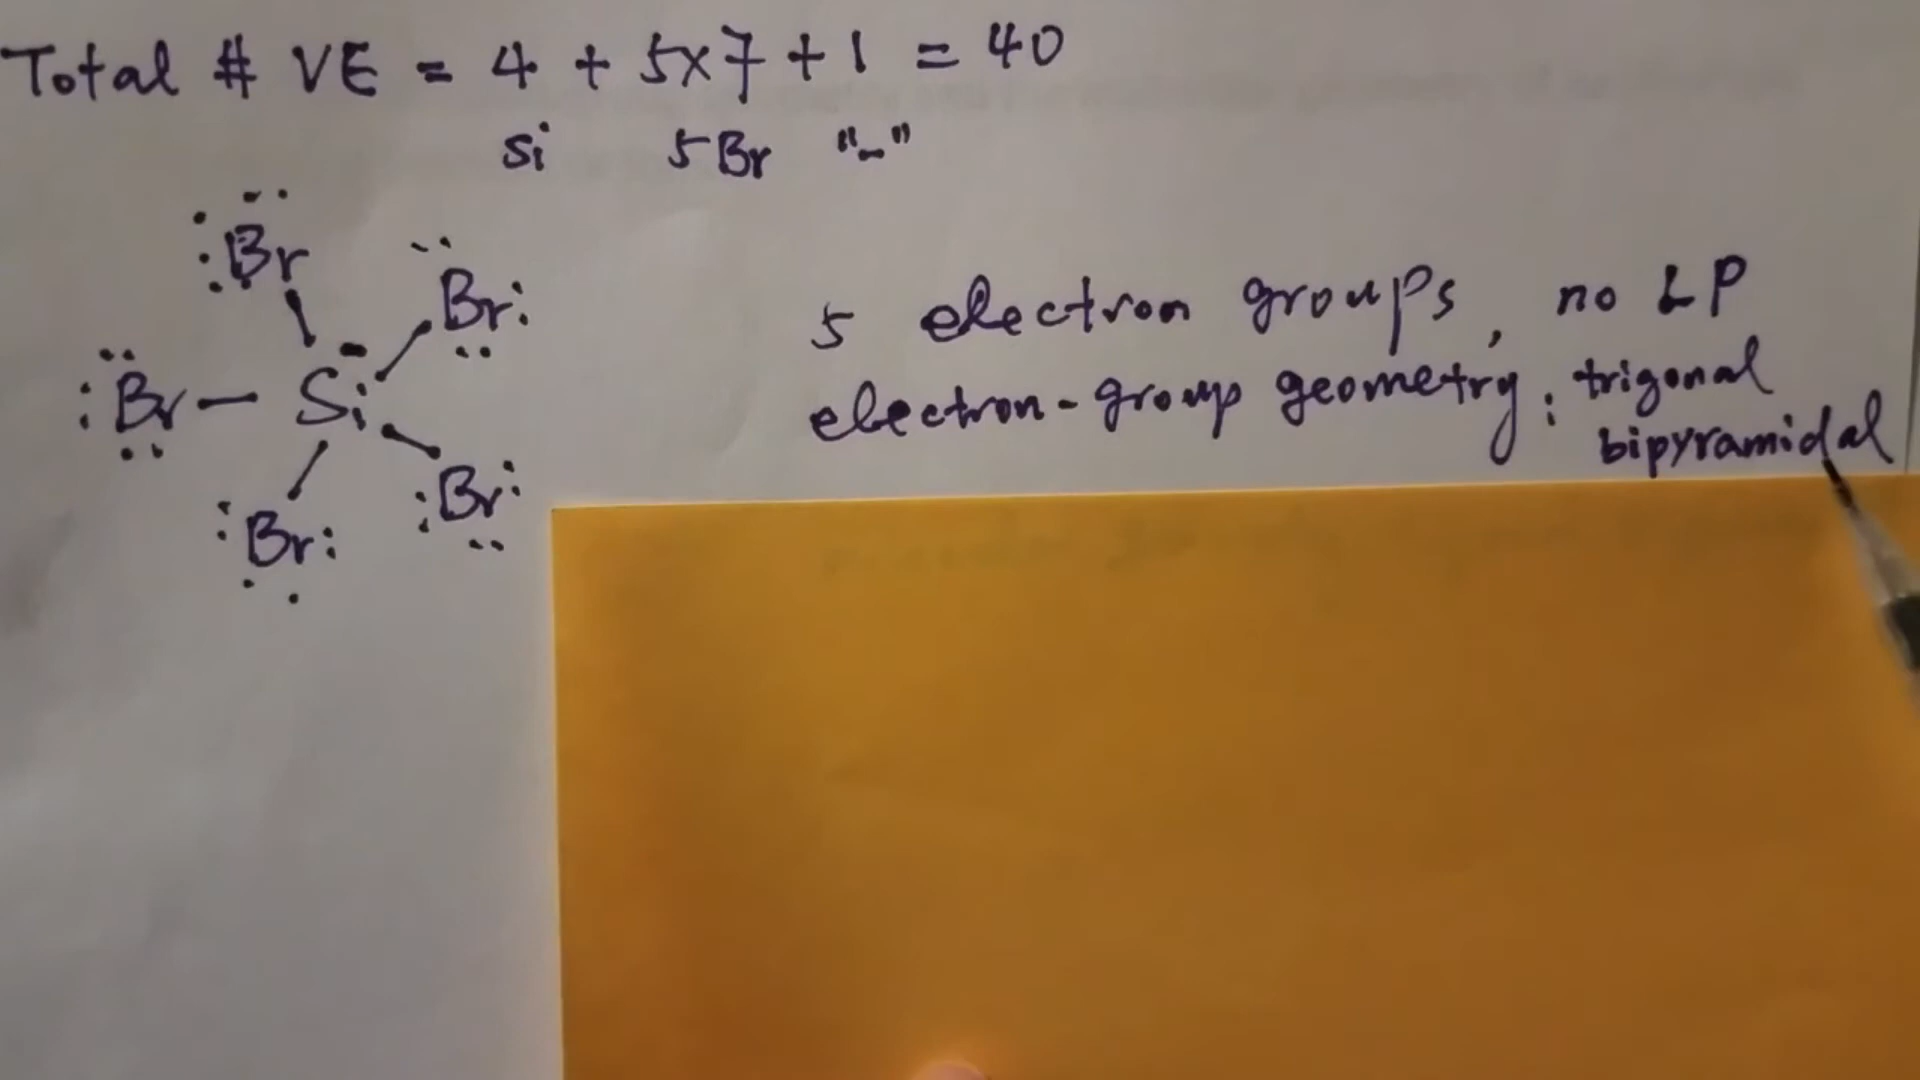 Total # VE = 4 + 5x7 + 1 = 40
Si 5Br "-"
Br
Br
5 electron groups, no LP
electron-group geometry: trigonal
bipyramidal
Br — Si -
Br
Br